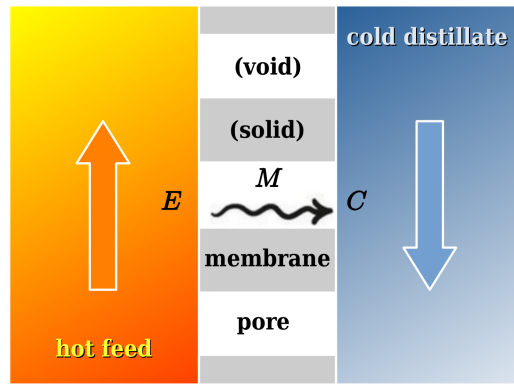 cold distillate
(void)
(solid)
M
E
C
membrane
pore
hot feed